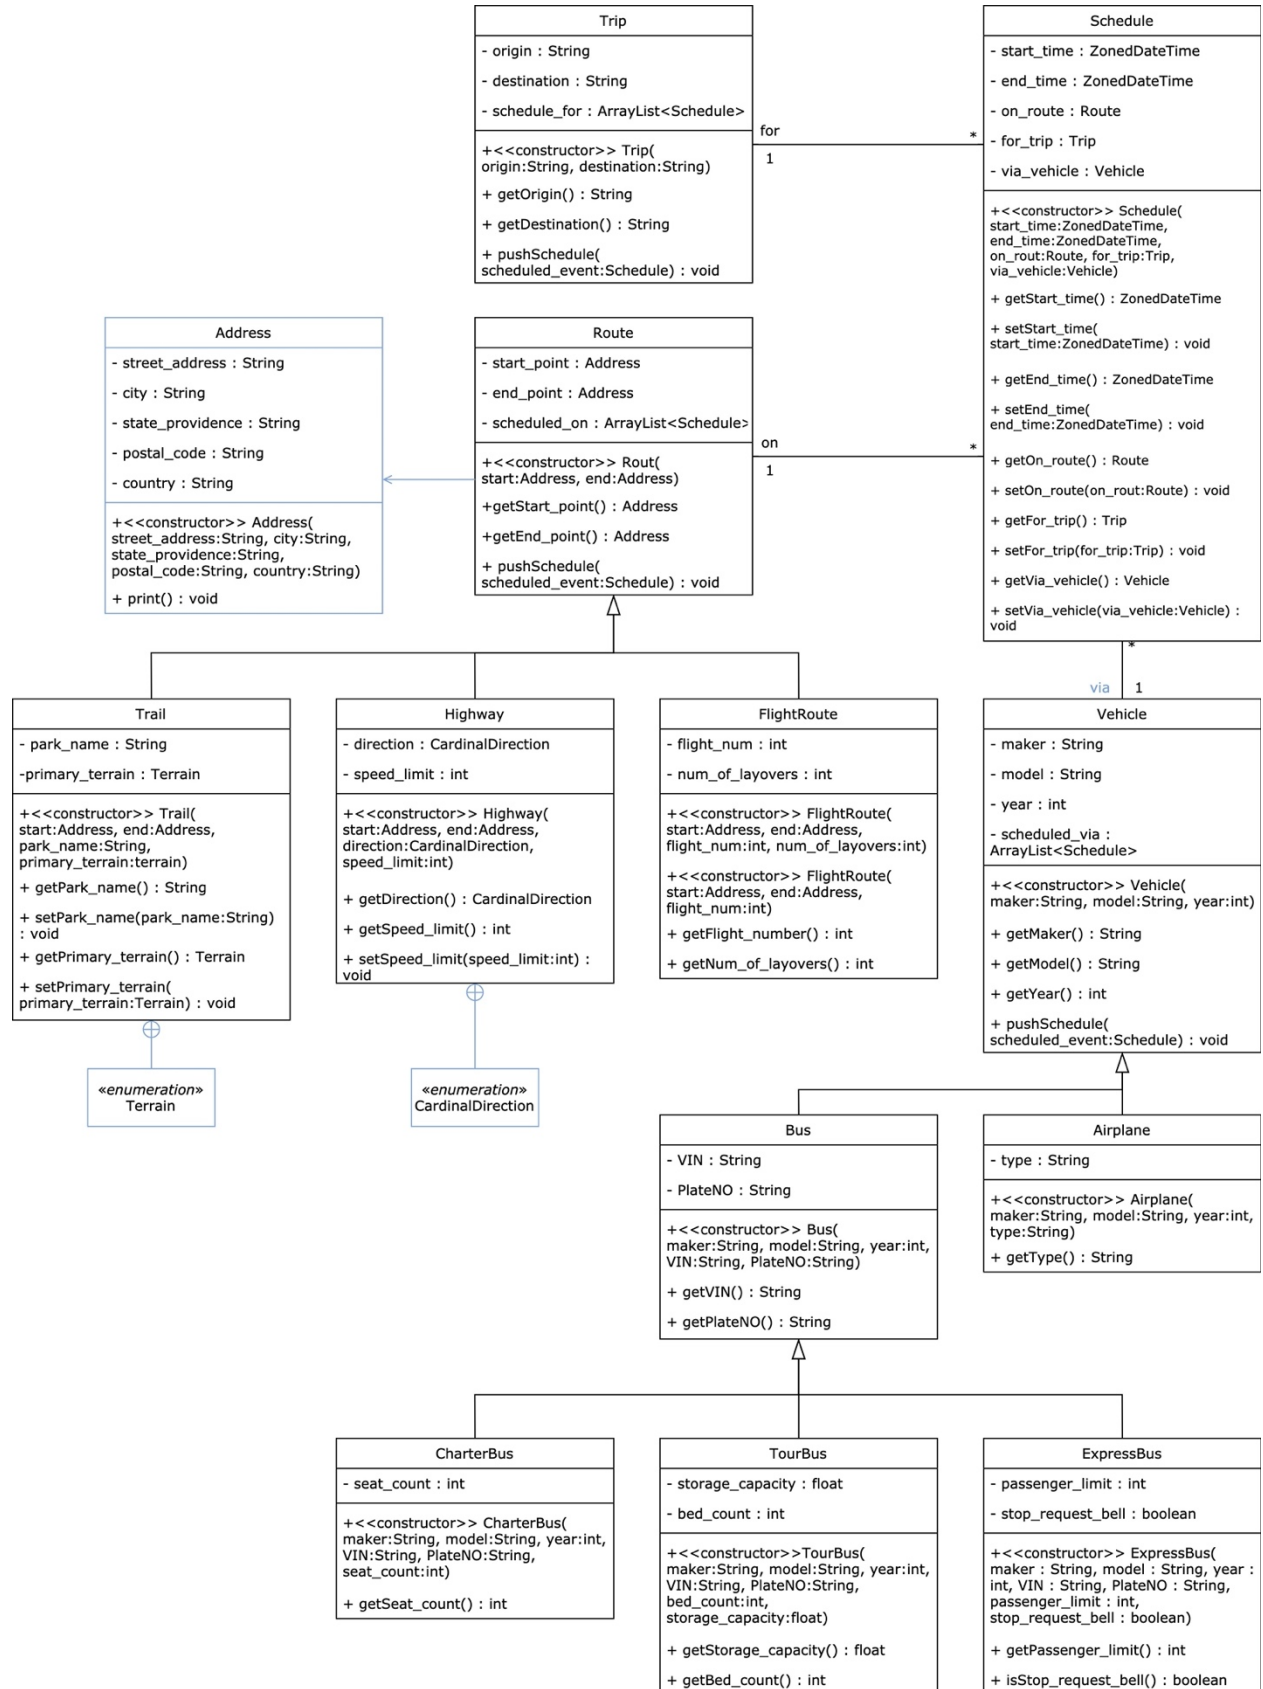 Trip
- origin : String
- destination : String
- schedule_for : ArrayList<Schedule>
+<<constructor>> Trip(
origin:String, destination:String)
+ getOrigin() : String
+ getDestination() : String
+ pushSchedule(
scheduled_event:Schedule) : void
for
1
*
Schedule
- start_time : ZonedDateTime
- end_time : ZonedDateTime
- on_route : Route
- for_trip : Trip
- via_vehicle : Vehicle
+<<constructor>> Schedule(
start_time:ZonedDateTime,
end_time:ZonedDateTime,
on_rout:Route, for_trip:Trip,
via_vehicle:Vehicle)
+ getStart_time() : ZonedDateTime
+ setStart_time(
start_time:ZonedDateTime) : void
+ getEnd_time() : ZonedDateTime
+ setEnd_time(
end_time:ZonedDateTime) : void
+ getOn_route() : Route
+ setOn_route(on_rout:Route) : void
+ getFor_trip() : Trip
+ setFor_trip(for_trip:Trip) : void
+ getVia_vehicle() : Vehicle
+ setVia_vehicle(via_vehicle:Vehicle) :
void
Address
- street_address : String
- city : String
- state_providence : String
- postal_code : String
- country : String
+<<constructor>> Address(
street_address:String, city:String,
state_providence:String,
postal_code:String, country:String)
+ print() : void
Route
- start_point : Address
- end_point : Address
- scheduled_on : ArrayList<Schedule>
+<<constructor>> Rout(
start:Address, end:Address)
+getStart_point() : Address
+getEnd_point() : Address
+ pushSchedule(
scheduled_event:Schedule) : void
on
1
*
*
via
1
Trail
- park_name : String
-primary_terrain : Terrain
+<<constructor>> Trail(
start:Address, end:Address,
park_name:String,
primary_terrain:terrain)
+ getPark_name() : String
+ setPark_name(park_name:String)
: void
+ getPrimary_terrain() : Terrain
+ setPrimary_terrain(
primary_terrain:Terrain) : void
Highway
- direction : CardinalDirection
- speed_limit : int
+<<constructor>> Highway(
start:Address, end:Address,
direction:CardinalDirection,
speed_limit:int)
+ getDirection() : CardinalDirection
+ getSpeed_limit() : int
+ setSpeed_limit(speed_limit:int) :
void
FlightRoute
- flight_num : int
- num_of_layovers : int
+<<constructor>> FlightRoute(
start:Address, end:Address,
flight_num:int, num_of_layovers:int)
+<<constructor>> FlightRoute(
start:Address, end:Address,
flight_num:int)
+ getFlight_number() : int
+ getNum_of_layovers() : int
Vehicle
- maker : String
- model : String
- year : int
- scheduled_via :
ArrayList<Schedule>
+<<constructor>> Vehicle(
maker:String, model:String, year:int)
+ getMaker() : String
+ getModel() : String
+ getYear() : int
+ pushSchedule(
scheduled_event:Schedule) : void
«enumeration»
Terrain
«enumeration»
CardinalDirection
Bus
- VIN : String
- PlateNO : String
+<<constructor>> Bus(
maker:String, model:String, year:int,
VIN:String, PlateNO:String)
+ getVIN() : String
+ getPlateNO() : String
Airplane
- type : String
+<<constructor>> Airplane(
maker:String, model:String, year:int,
type:String)
+ getType() : String
CharterBus
- seat_count : int
+<<constructor>> CharterBus(
maker:String, model:String, year:int,
VIN:String, PlateNO:String,
seat_count:int)
+ getSeat_count() : int
TourBus
- storage_capacity : float
- bed_count : int
+<<constructor>>TourBus(
maker:String, model:String, year:int,
VIN:String, PlateNO:String,
bed_count:int,
storage_capacity:float)
+ getStorage_capacity() : float
+ getBed_count() : int
ExpressBus
- passenger_limit : int
- stop_request_bell : boolean
+<<constructor>> ExpressBus(
maker : String, model : String, year :
int, VIN : String, PlateNO : String,
passenger_limit : int,
stop_request_bell : boolean)
+ getPassenger_limit() : int
+ isStop_request_bell() : boolean